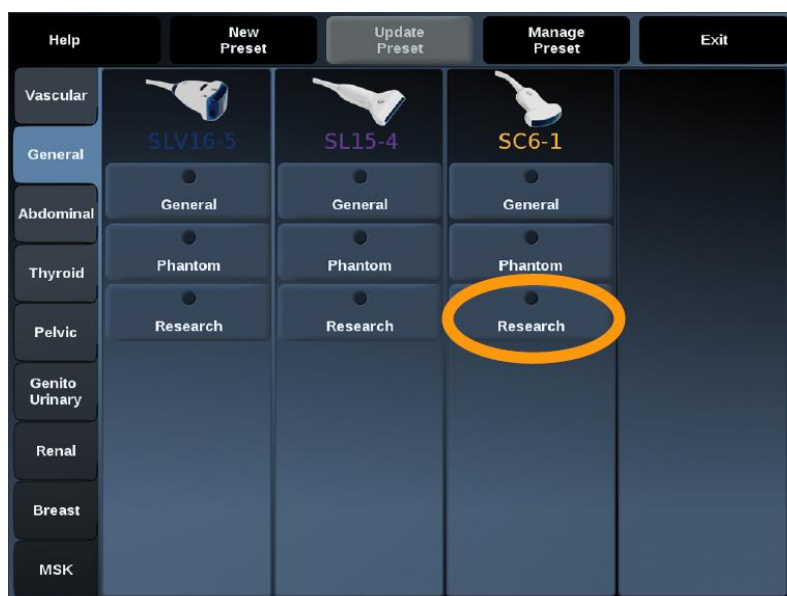 Help
New
Preset
Update
Preset
Manage
Preset
Exit
Vascular
General
Abdominal
Thyroid
Pelvic
Genito
Urinary
Renal
Breast
MSK
SLV16-5
SL15-4
SC6-1
General
General
General
Phantom
Phantom
Phantom
Research
Research
Research